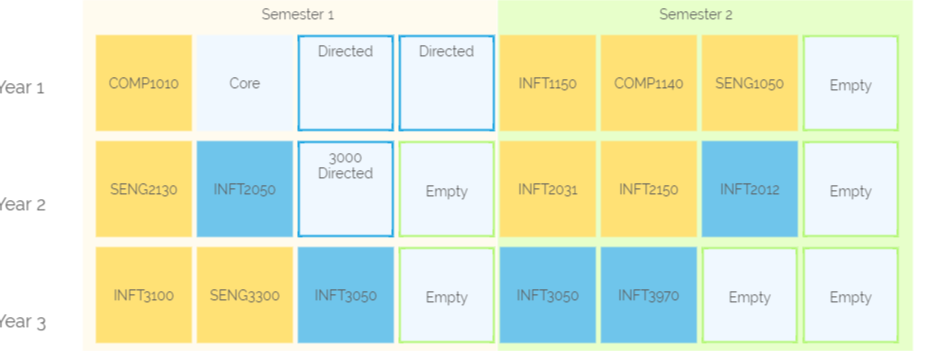 Semester 1
Semester 2
Year 1
COMP1010
Core
Directed
Directed
INFT1150
COMP1140
SENG1050
Empty
Year 2
SENG2130
INFT2050
3000
Directed
Empty
INFT2031
INFT2150
INFT2012
Empty
Year 3
INFT3100
SENG3300
INFT3050
Empty
INFT3050
INFT3970
Empty
Empty